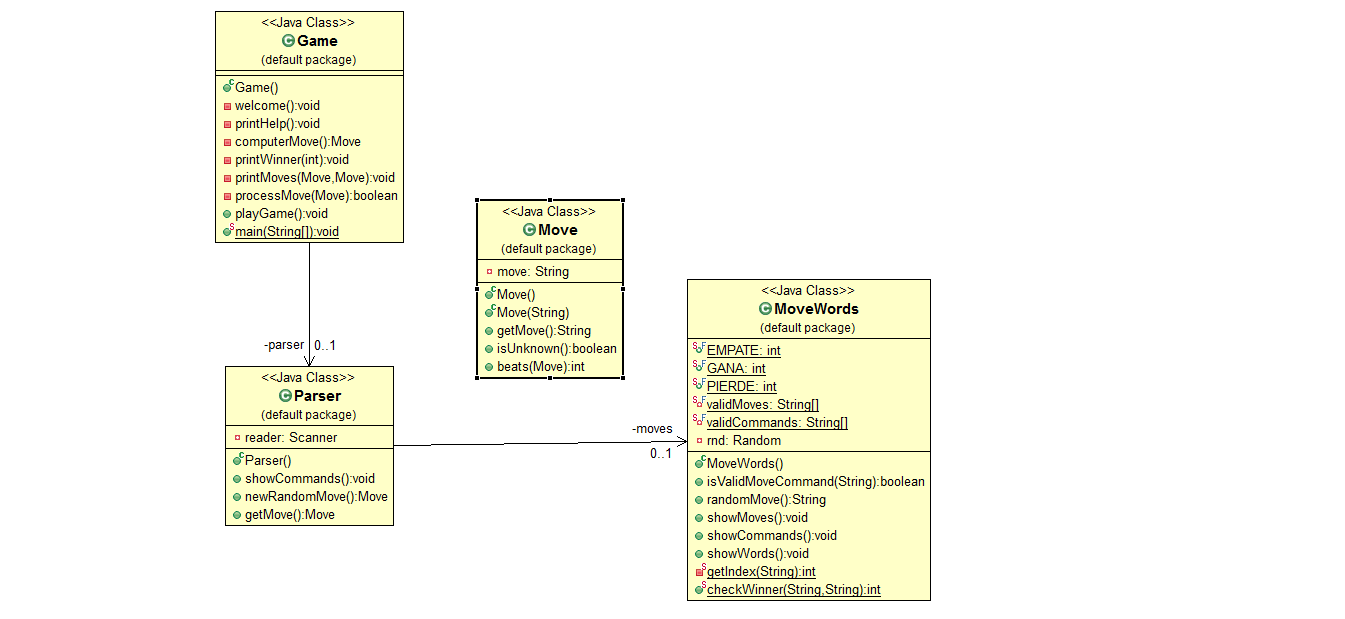 <<Java Class>>
Game
(default package)
Game()
welcome():void
printHelp():void
computerMove():Move
printWinner(int):void
printMoves(Move,Move):void
processMove(Move):boolean
playGame():void
main(String[]):void
-parser 0..1
<<Java Class>>
Parser
(default package)
reader: Scanner
Parser()
showCommands():void
newRandomMove():Move
getMove():Move
<<Java Class>>
Move
(default package)
move: String
Move()
Move(String)
getMove():String
isUnknown():boolean
beats(Move):int
-moves
0..1
<<Java Class>>
MoveWords
(default package)
EMPATE: int
GANA: int
PIERDE: int
validMoves: String[]
validCommands: String[]
rnd: Random
MoveWords()
isValidMoveCommand(String):boolean
randomMove():String
showMoves():void
showCommands():void
showWords():void
getIndex(String):int
checkWinner(String,String):int